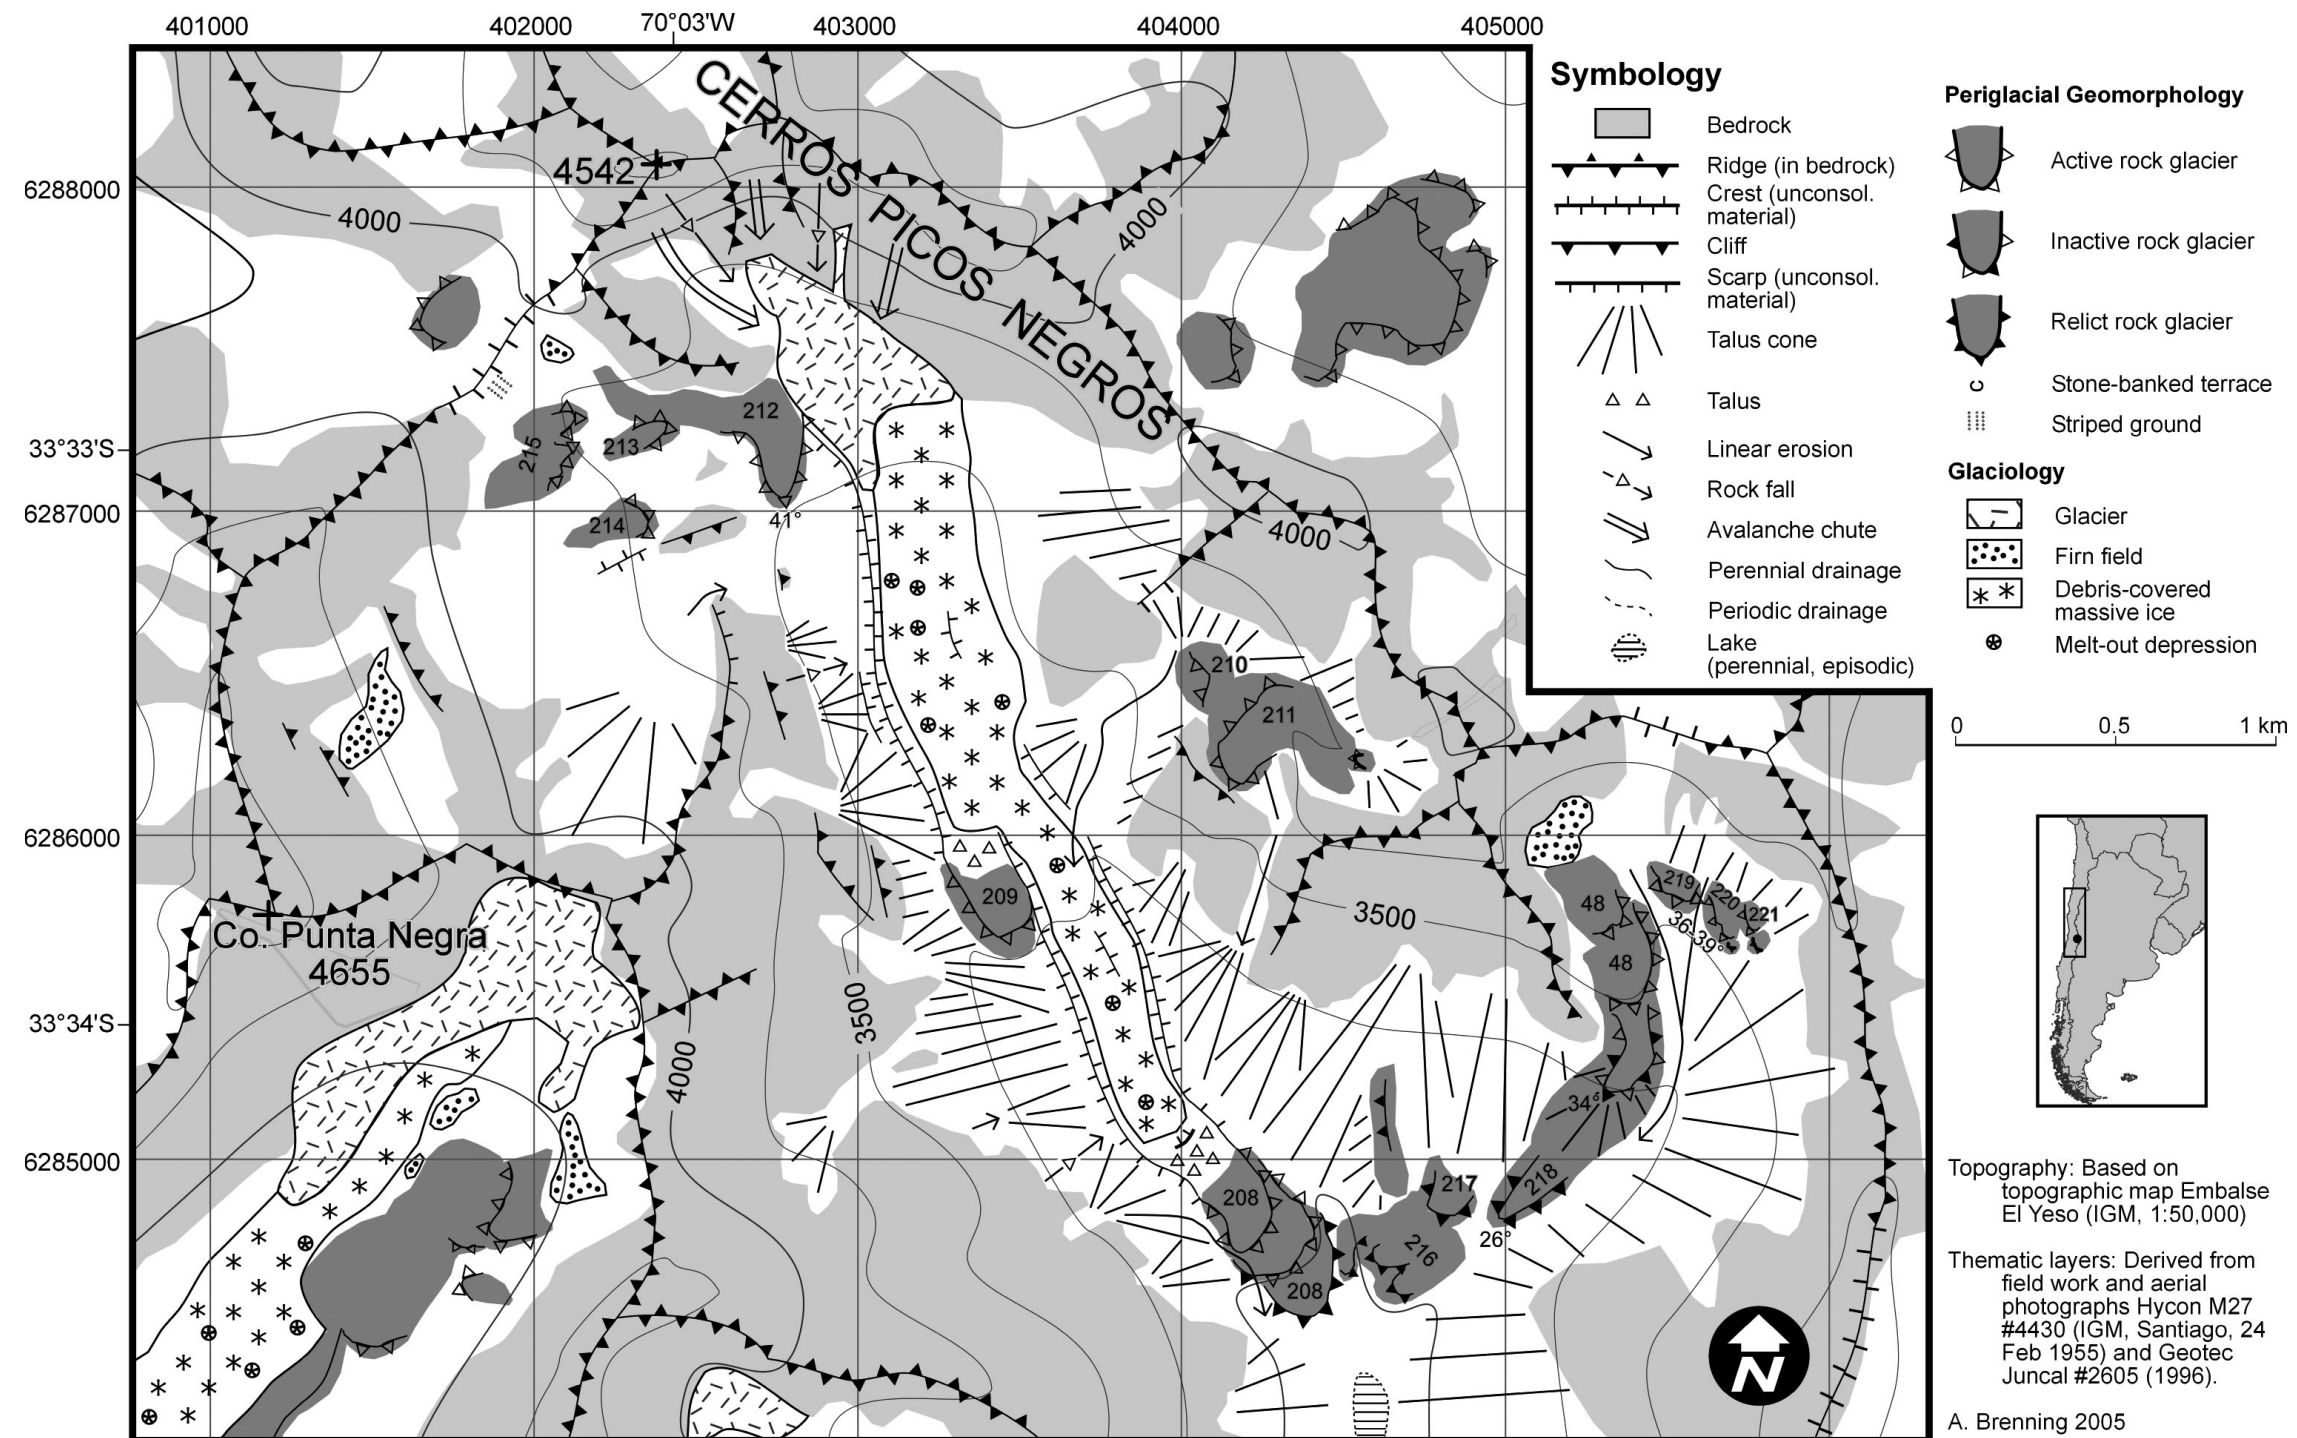 401000
402000
70°03'W
403000
404000
405000
6288000
33°33'S
6287000
6286000
33°34'S
6285000
CERROS PICOS NEGROS
4542
4000
4000
212
215
213
214
41°
4000
210
211
209
3500
3500
Co. Punta Negra
4655
4000
48
48
219
220
221
36-39°
34°
218
217
216
26°
208
208
N
Symbology
Bedrock
Ridge (in bedrock)
Crest (unconsol.
material)
Cliff
Scarp (unconsol.
material)
Talus cone
Talus
Linear erosion
Rock fall
Avalanche chute
Perennial drainage
Periodic drainage
Lake
(perennial, episodic)
Periglacial Geomorphology
Active rock glacier
Inactive rock glacier
Relict rock glacier
Stone-banked terrace
Striped ground
Glaciology
Glacier
Firn field
Debris-covered
massive ice
Melt-out depression
0 0.5 1 km
Topography: Based on
topographic map Embalse
El Yeso (IGM, 1:50,000)
Thematic layers: Derived from
field work and aerial
photographs Hycon M27
#4430 (IGM, Santiago, 24
Feb 1955) and Geotec
Juncal #2605 (1996).
A. Brenning 2005